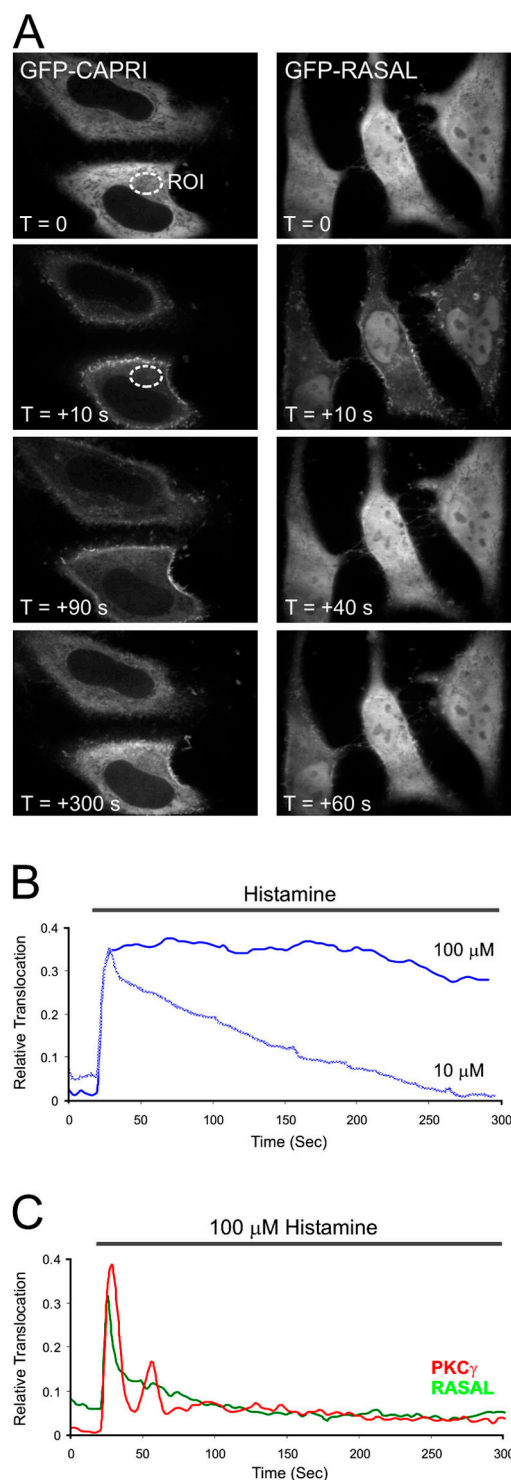 A
GFP-CAPRI
GFP-RASAL
ROI
T = 0
T = 0
T = +10 s
T = +10 s
T = +90 s
T = +40 s
T = +300 s
T = +60 s
B
Histamine
0.4
0.3
0.2
0.1
0
Relative Translocation
100 μM
10 μM
0 50 100 150 200 250 300
Time (Sec)
C
100 μM Histamine
0.4
0.3
0.2
0.1
0
Relative Translocation
PKCγ
RASAL
0 50 100 150 200 250 300
Time (Sec)